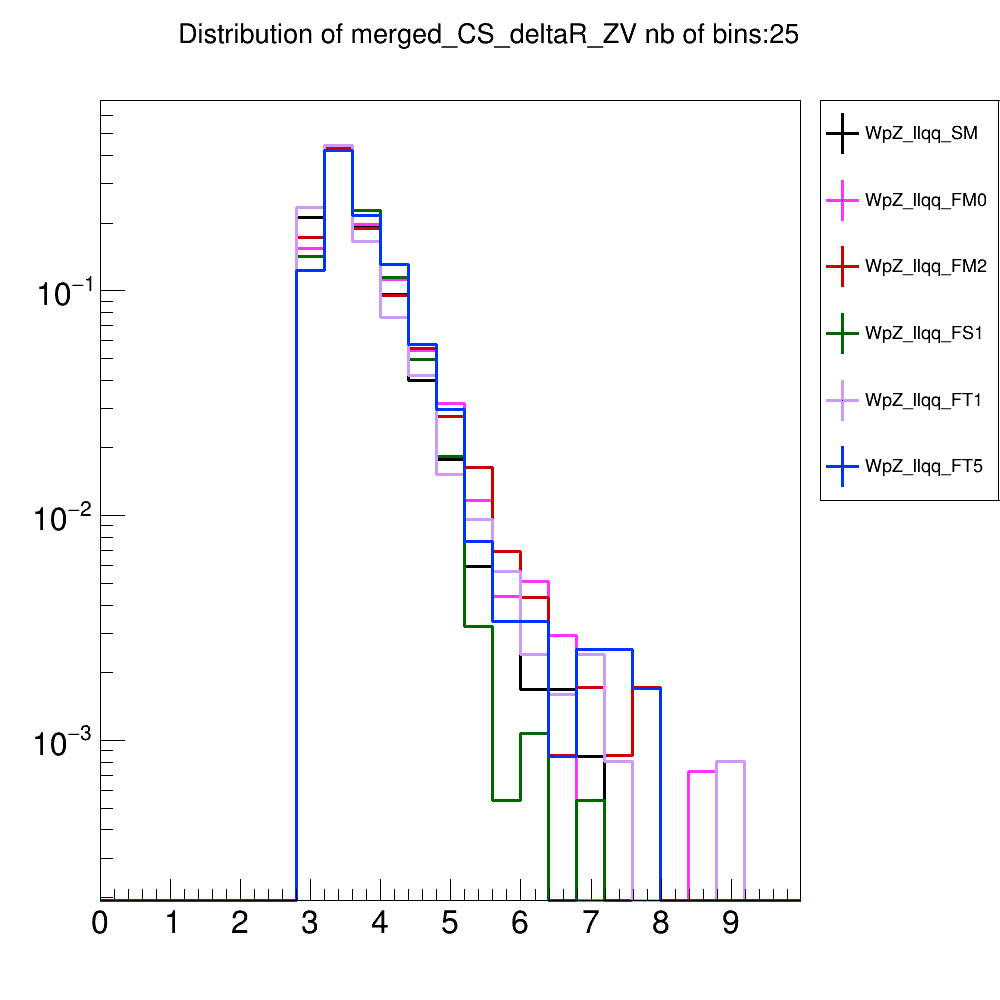 Distribution of merged_CS_deltaR_ZV nb of bins:25
WpZ_llqq_SM
WpZ_llqq_FM0
WpZ_llqq_FM2
WpZ_llqq_FS1
WpZ_llqq_FT1
WpZ_llqq_FT5
10⁻¹
10⁻²
10⁻³
0 1 2 3 4 5 6 7 8 9